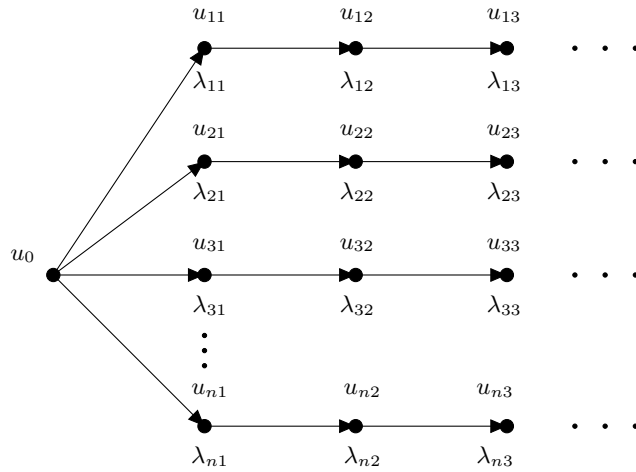 u₁₁ u₁₂ u₁₃
λ₁₁ λ₁₂ λ₁₃ . . .
u₂₁ u₂₂ u₂₃
λ₂₁ λ₂₂ λ₂₃ . . .
u₀
u₃₁ u₃₂ u₃₃
λ₃₁ λ₃₂ λ₃₃ . . .
uₙ₁ uₙ₂ uₙ₃
λₙ₁ λₙ₂ λₙ₃ . . .